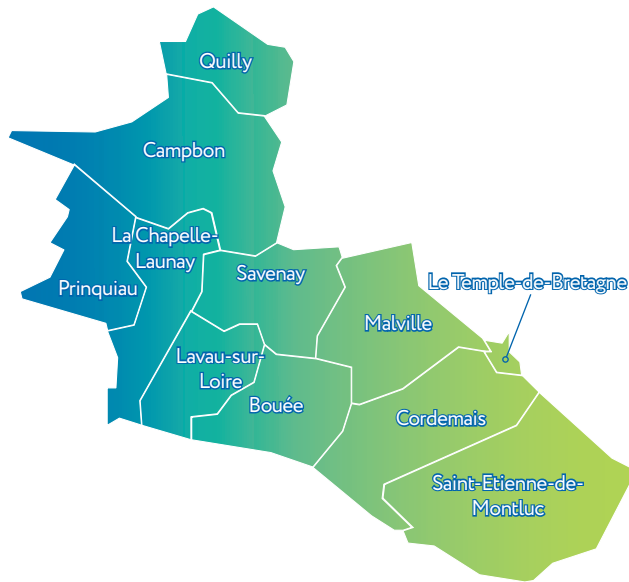 Quilly
Campbon
La Chapelle-
Launay
Prinquiau
Savenay
Le Temple-de-Bretagne
Malville
Lavau-sur-
Loire
Bouée
Cordemais
Saint-Etienne-de-
Montluc